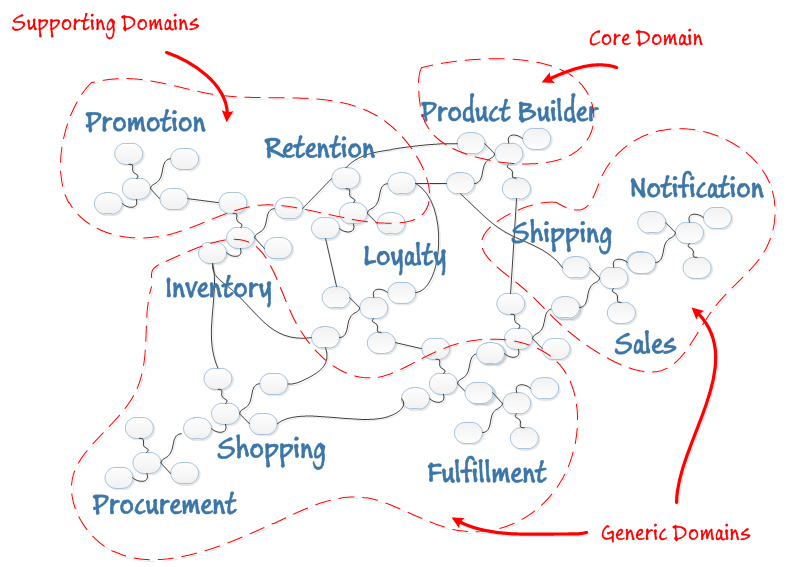 Supporting Domains
Core Domain
Product Builder
Promotion
Retention
Notification
Shipping
Loyalty
Inventory
Sales
Shopping
Fulfillment
Procurement
Generic Domains